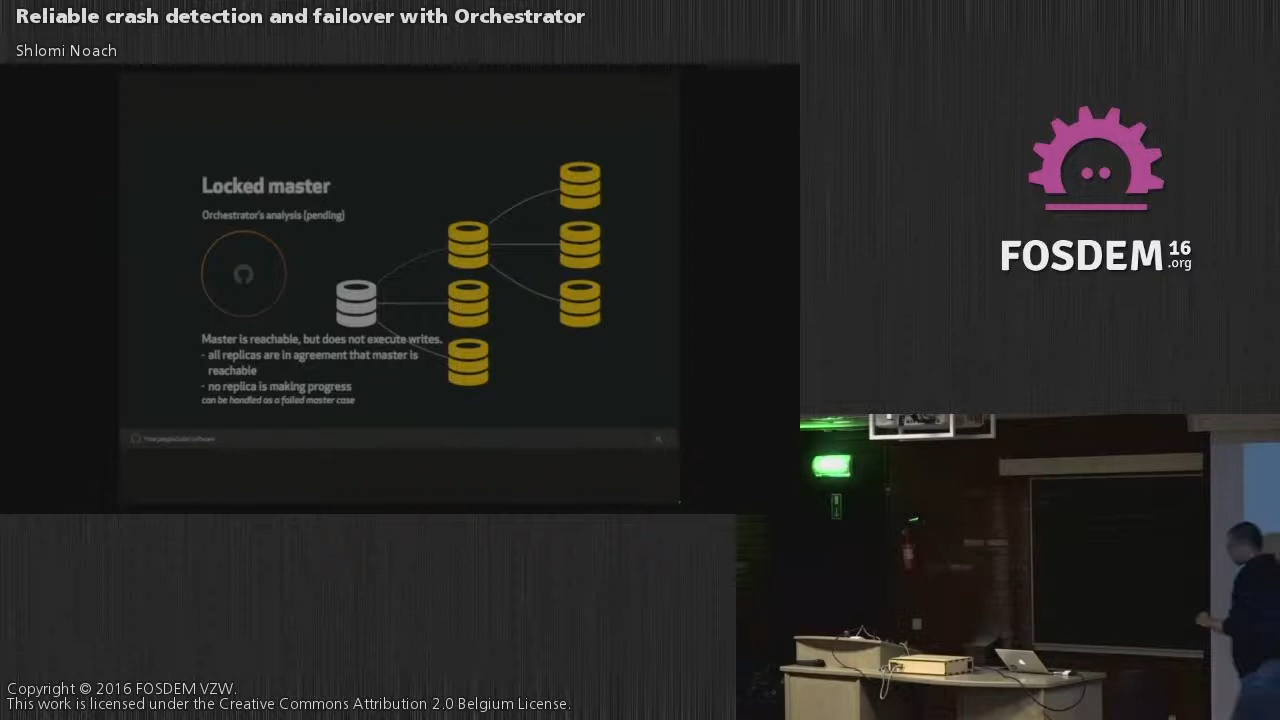 Reliable crash detection and failover with Orchestrator
Shlomi Noach
Locked master
Orchestrator's analysis (pending)
Master is reachable, but does not execute writes.
- all replicas are in agreement that master is
reachable
- no replica is making progress
can be handled as a failed master case
FOSDEM 16
.org
Copyright © 2016 FOSDEM VZW.
This work is licensed under the Creative Commons Attribution 2.0 Belgium License.